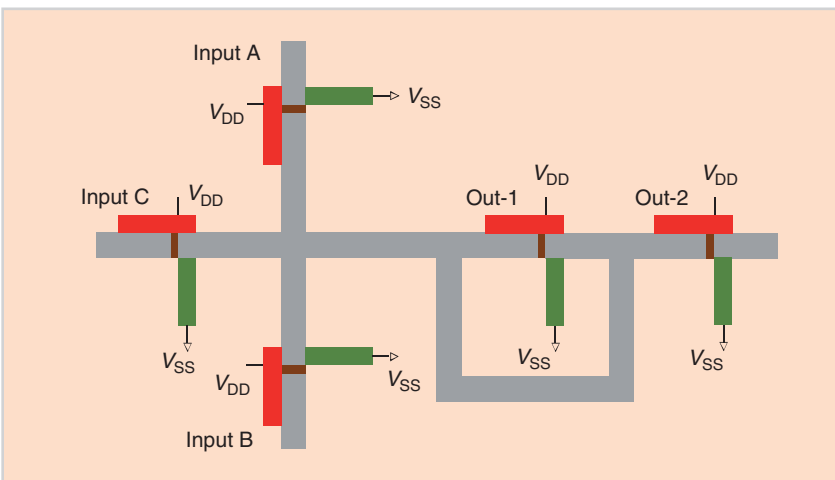 Input A
VDD
VSS
Input C
VDD
Out-1
VDD
Out-2
VDD
VSS
VDD
VSS
VSS
VSS
Input B